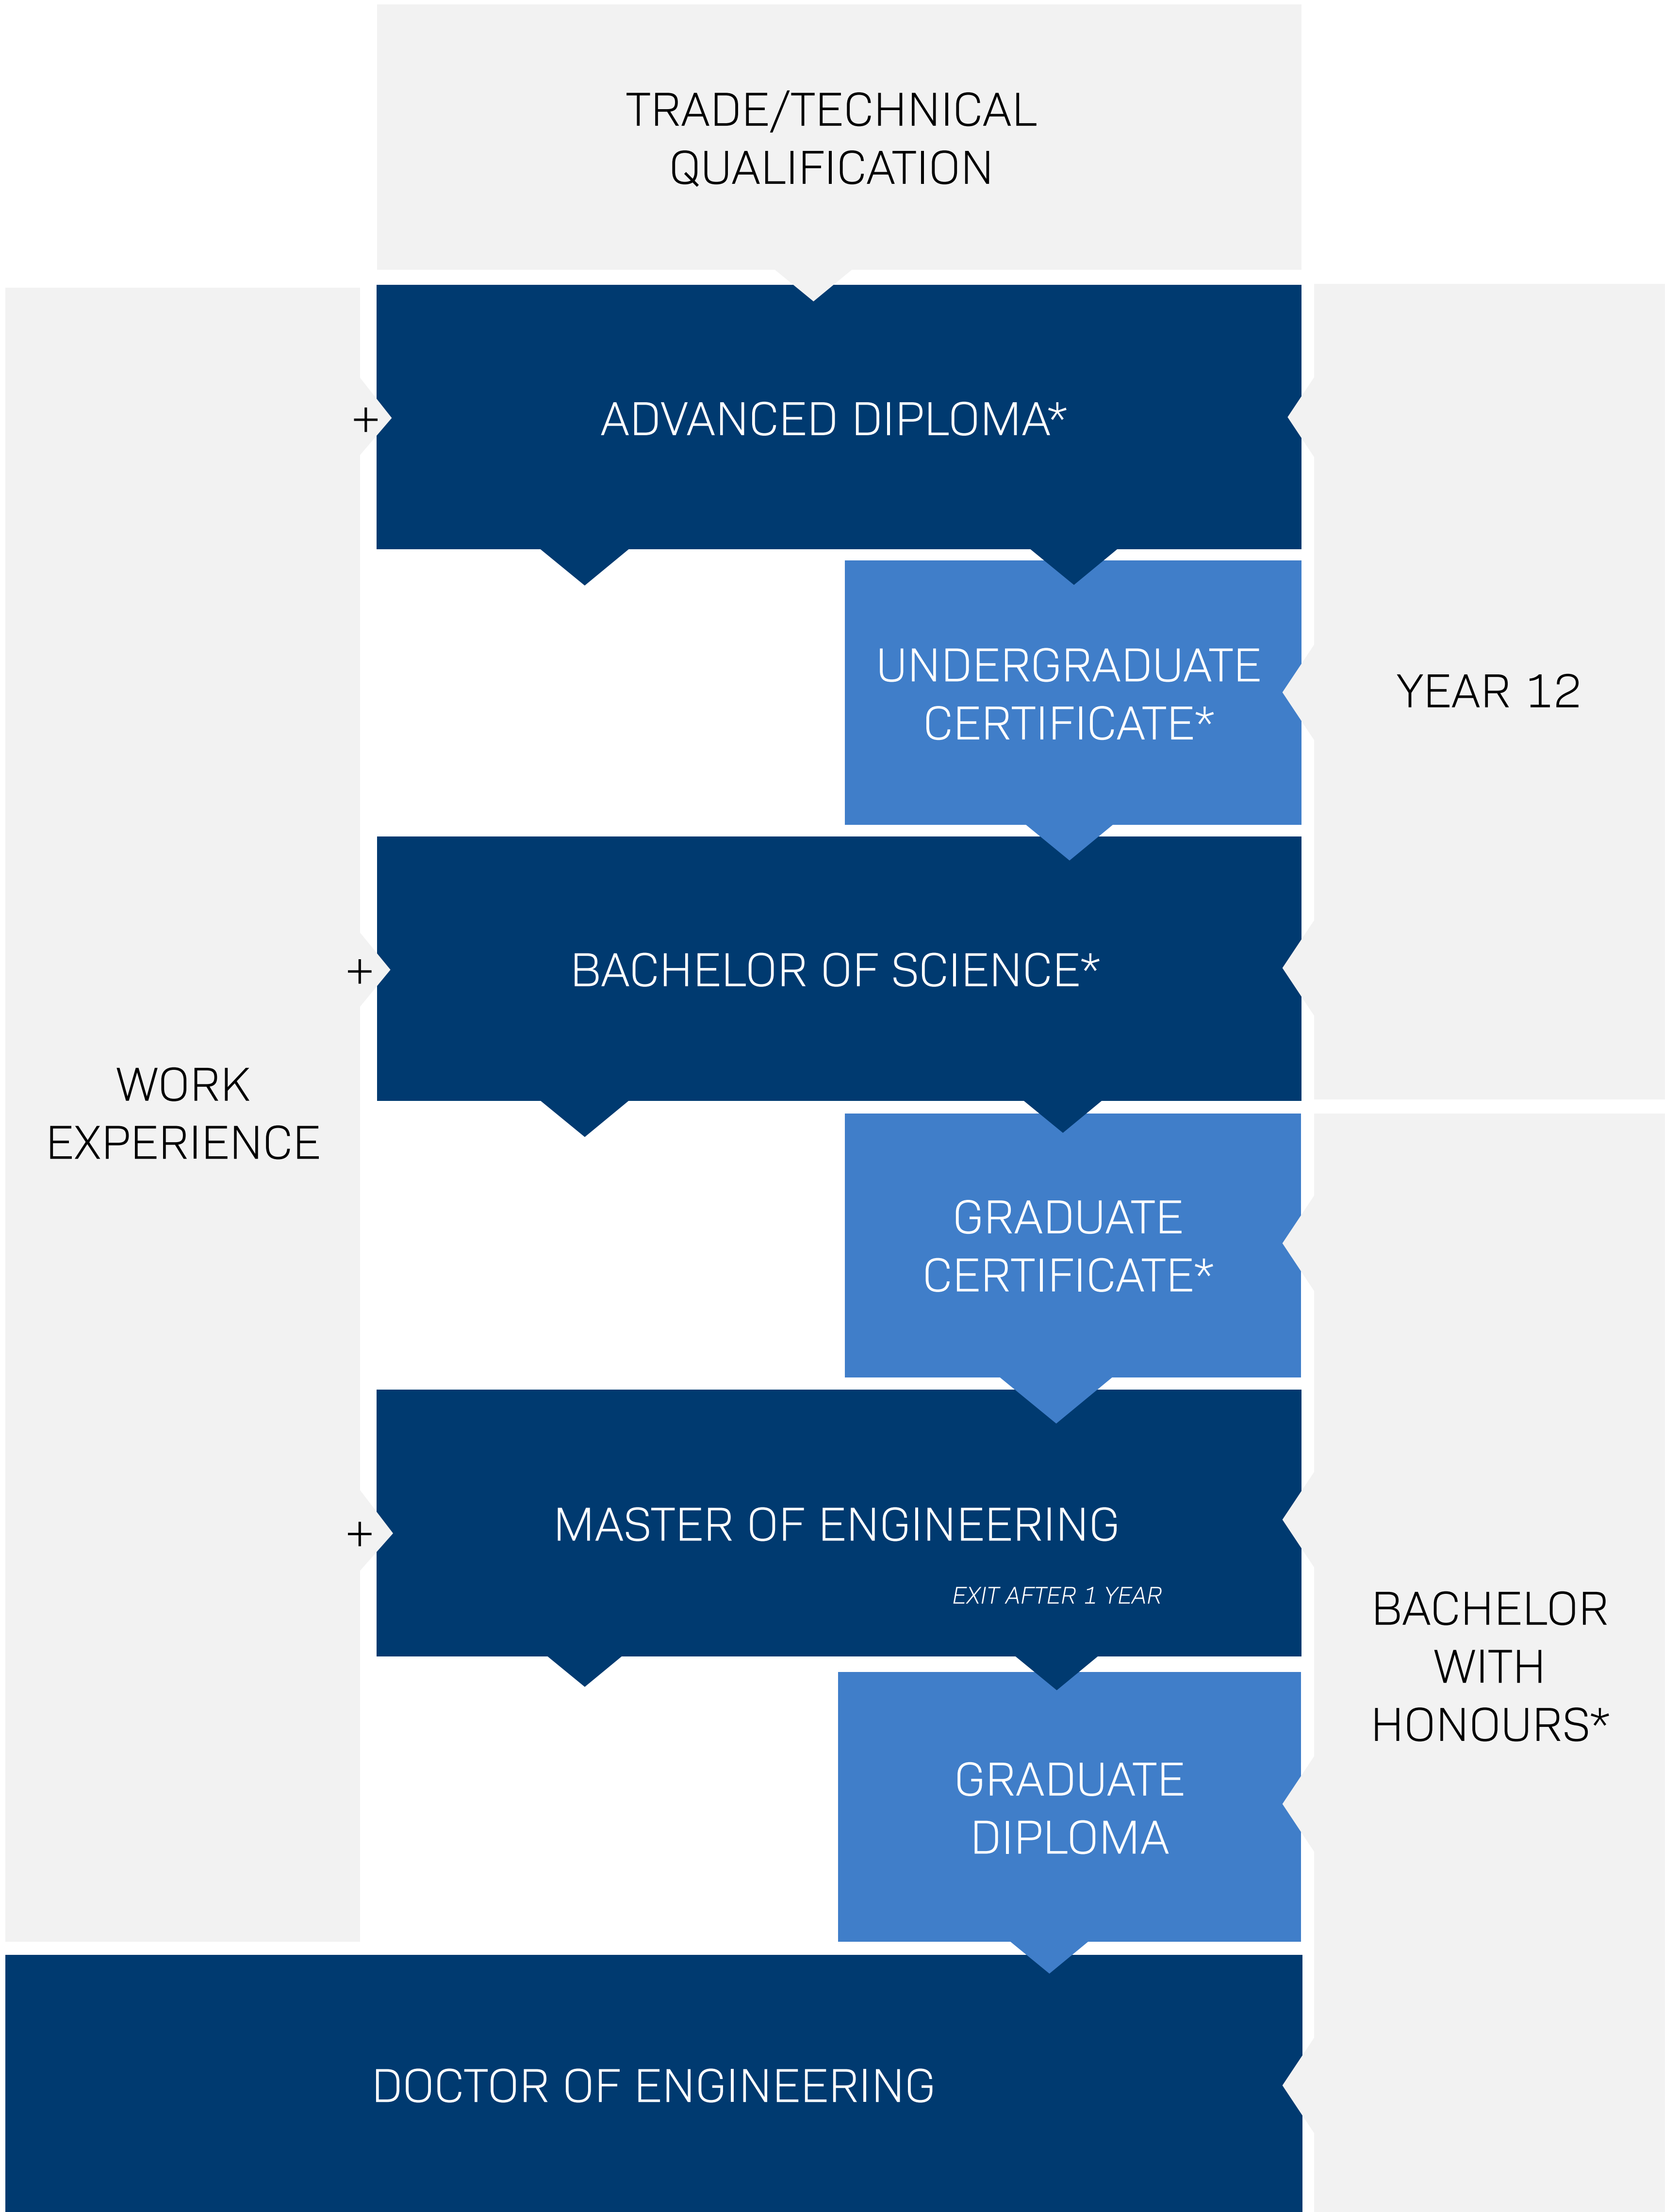 TRADE/TECHNICAL
QUALIFICATION
+
ADVANCED DIPLOMA*
UNDERGRADUATE
CERTIFICATE*
YEAR 12
+
BACHELOR OF SCIENCE*
WORK
EXPERIENCE
GRADUATE
CERTIFICATE*
+
MASTER OF ENGINEERING
EXIT AFTER 1 YEAR
BACHELOR
WITH
HONOURS*
GRADUATE
DIPLOMA
DOCTOR OF ENGINEERING